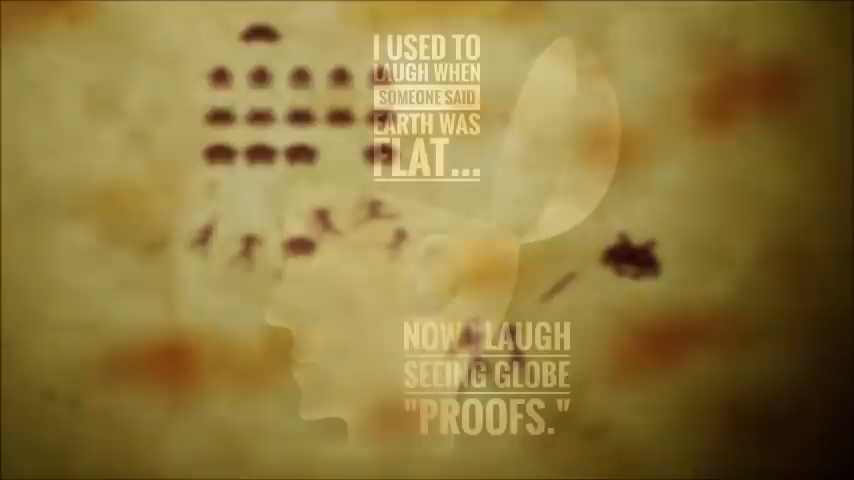 I USED TO
LAUGH WHEN
SOMEONE SAID
EARTH WAS
FLAT...
NOW I LAUGH
SEEING GLOBE
"PROOFS."